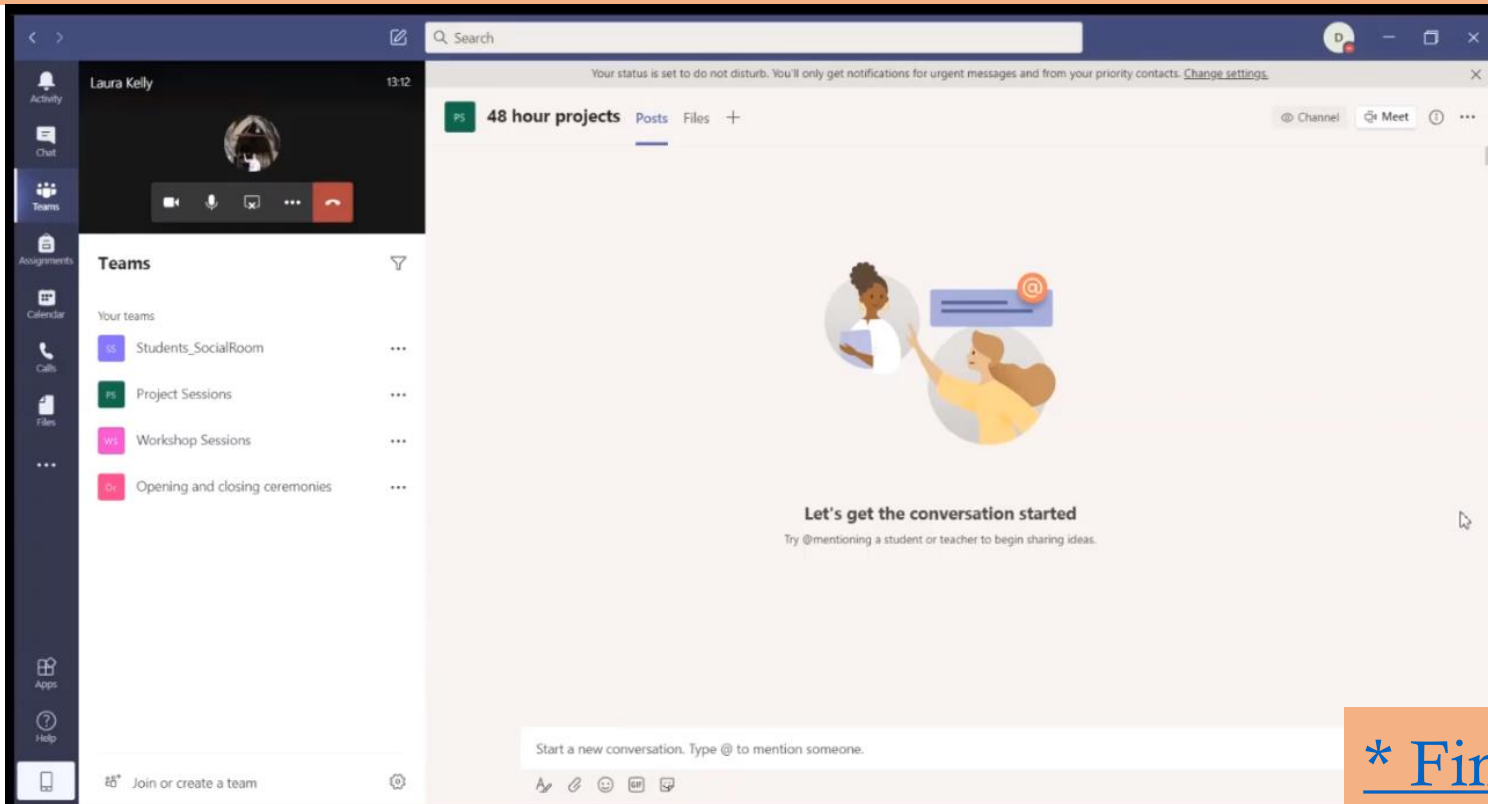 Search
D
Activity
Chat
Teams
Assignments
Calendar
Calls
Files
Apps
Help
Laura Kelly 13:12
Teams
Your teams
SS Students_SocialRoom
PS Project Sessions
WS Workshop Sessions
Oc Opening and closing ceremonies
Join or create a team
Your status is set to do not disturb. You'll only get notifications for urgent messages and from your priority contacts. Change settings.
PS 48 hour projects Posts Files
Channel Meet
@
Let's get the conversation started
Try @mentioning a student or teacher to begin sharing ideas.
Start a new conversation. Type @ to mention someone.
GIF
*